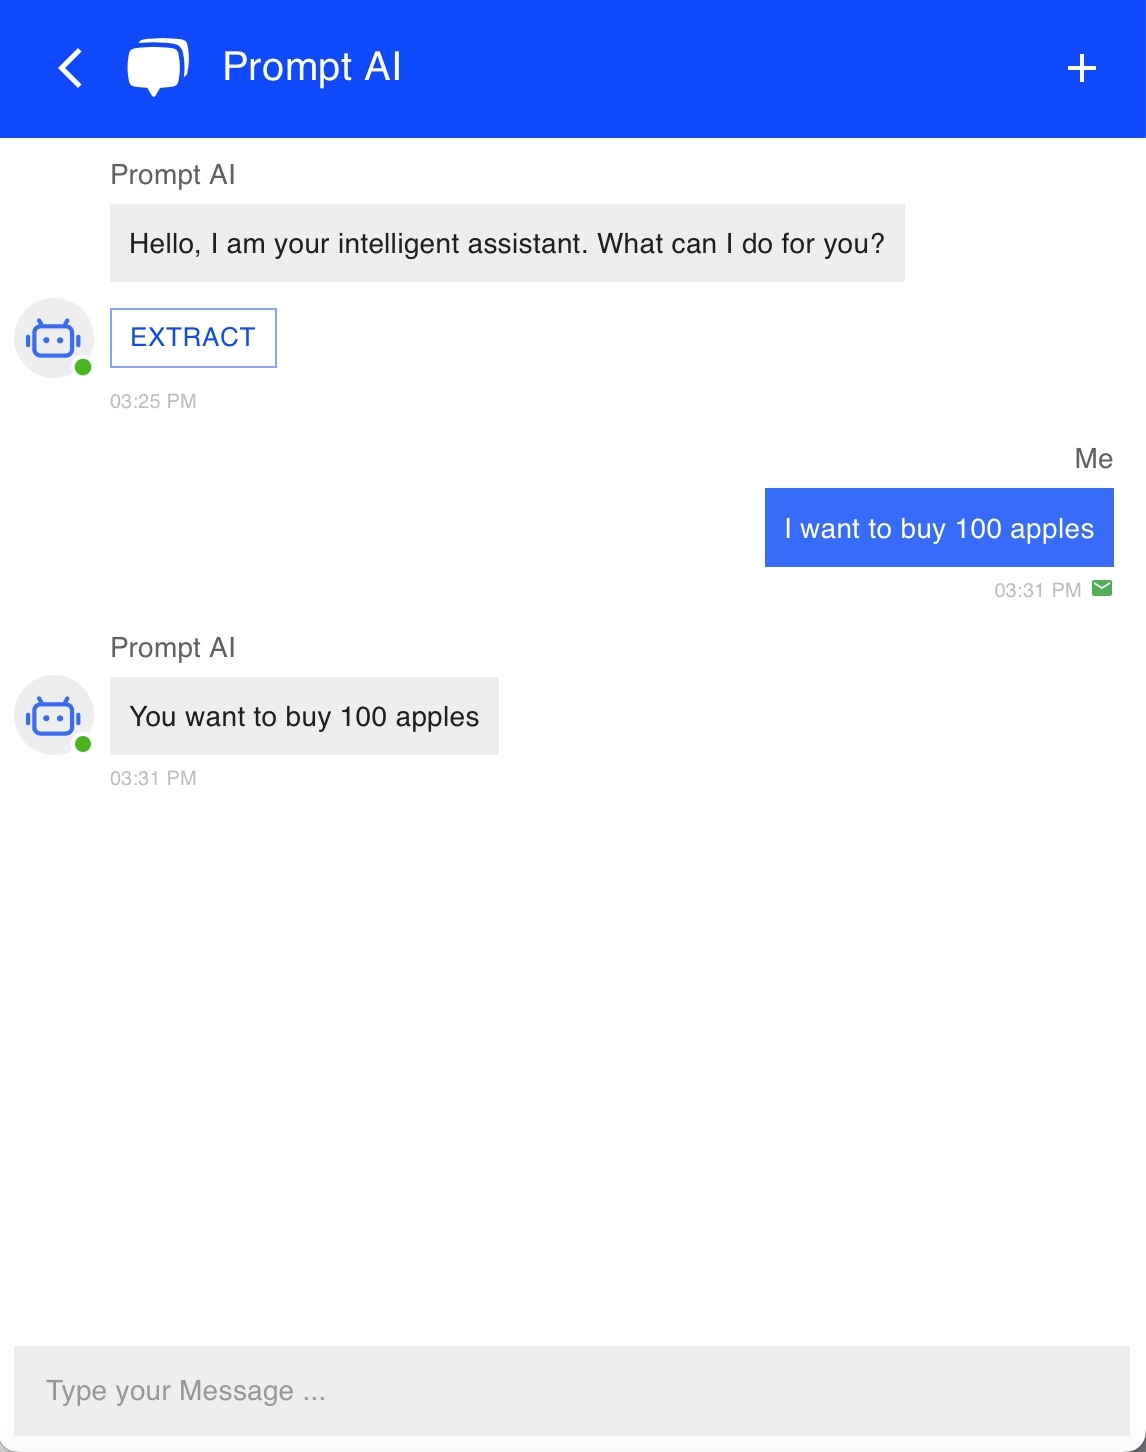 Prompt AI
Prompt AI
Hello, I am your intelligent assistant. What can I do for you?
EXTRACT
03:25 PM
Me
I want to buy 100 apples
03:31 PM
Prompt AI
You want to buy 100 apples
03:31 PM
Type your Message ...